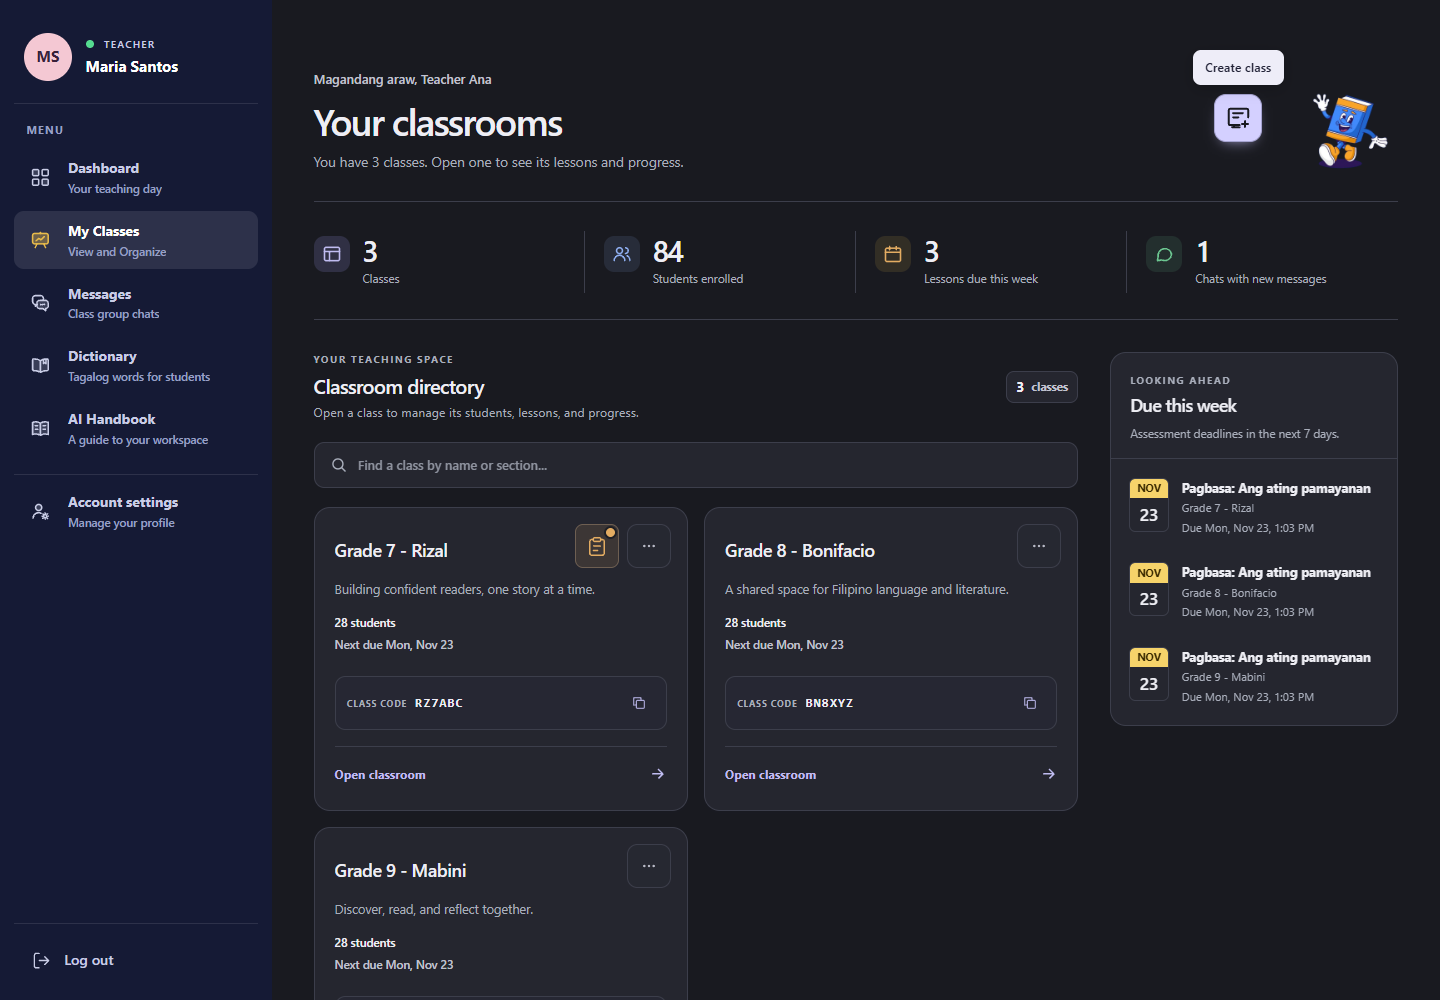 MS
TEACHER
Maria Santos
MENU
Dashboard
Your teaching day
My Classes
View and Organize
Messages
Class group chats
Dictionary
Tagalog words for students
AI Handbook
A guide to your workspace
Account settings
Manage your profile
Log out
Magandang araw, Teacher Ana
Your classrooms
You have 3 classes. Open one to see its lessons and progress.
Create class
3
Classes
84
Students enrolled
3
Lessons due this week
1
Chats with new messages
YOUR TEACHING SPACE
Classroom directory
Open a class to manage its students, lessons, and progress.
3 classes
Find a class by name or section...
Grade 7 - Rizal
Building confident readers, one story at a time.
28 students
Next due Mon, Nov 23
CLASS CODE RZ7ABC
Open classroom
Grade 8 - Bonifacio
A shared space for Filipino language and literature.
28 students
Next due Mon, Nov 23
CLASS CODE BN8XYZ
Open classroom
Grade 9 - Mabini
Discover, read, and reflect together.
28 students
Next due Mon, Nov 23
LOOKING AHEAD
Due this week
Assessment deadlines in the next 7 days.
NOV
23
Pagbasa: Ang ating pamayanan
Grade 7 - Rizal
Due Mon, Nov 23, 1:03 PM
NOV
23
Pagbasa: Ang ating pamayanan
Grade 8 - Bonifacio
Due Mon, Nov 23, 1:03 PM
NOV
23
Pagbasa: Ang ating pamayanan
Grade 9 - Mabini
Due Mon, Nov 23, 1:03 PM